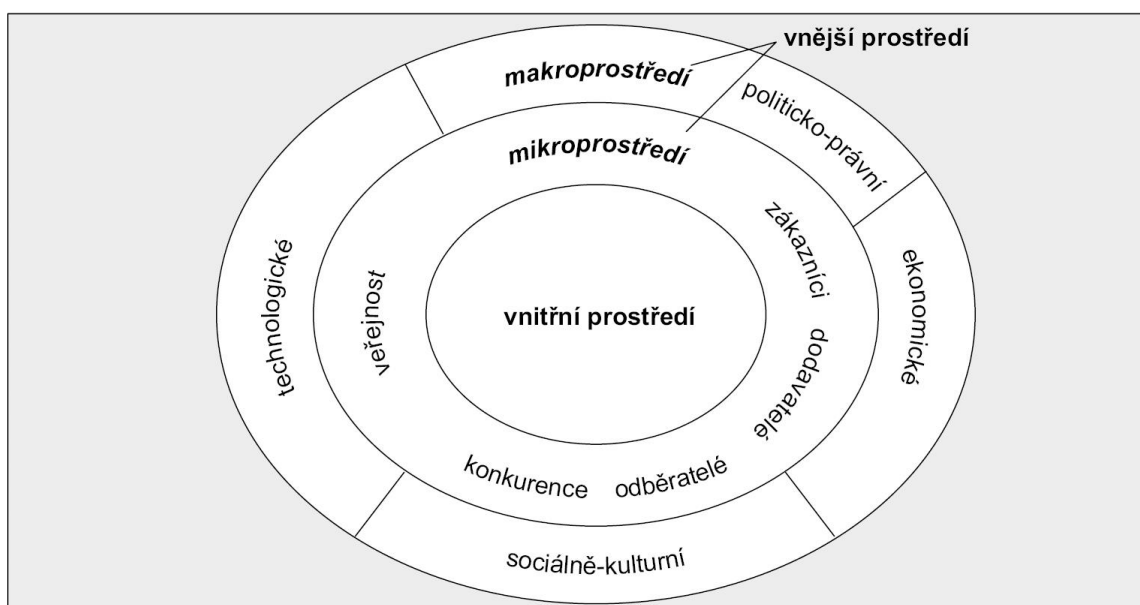 vnější prostředí
makroprostředí
politicko-právní
mikroprostředí
zákazníci
ekonomické
technologické
veřejnost
vnitřní prostředí
dodavatelé
konkurence
odběratelé
sociálně-kulturní